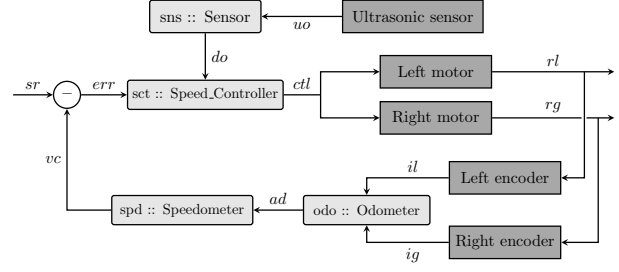 sns :: Sensor
uo
Ultrasonic sensor
do
sr
−
err
sct :: Speed_Controller
ctl
Left motor
rl
Right motor
rg
vc
il
Left encoder
spd :: Speedometer
ad
odo :: Odometer
ig
Right encoder